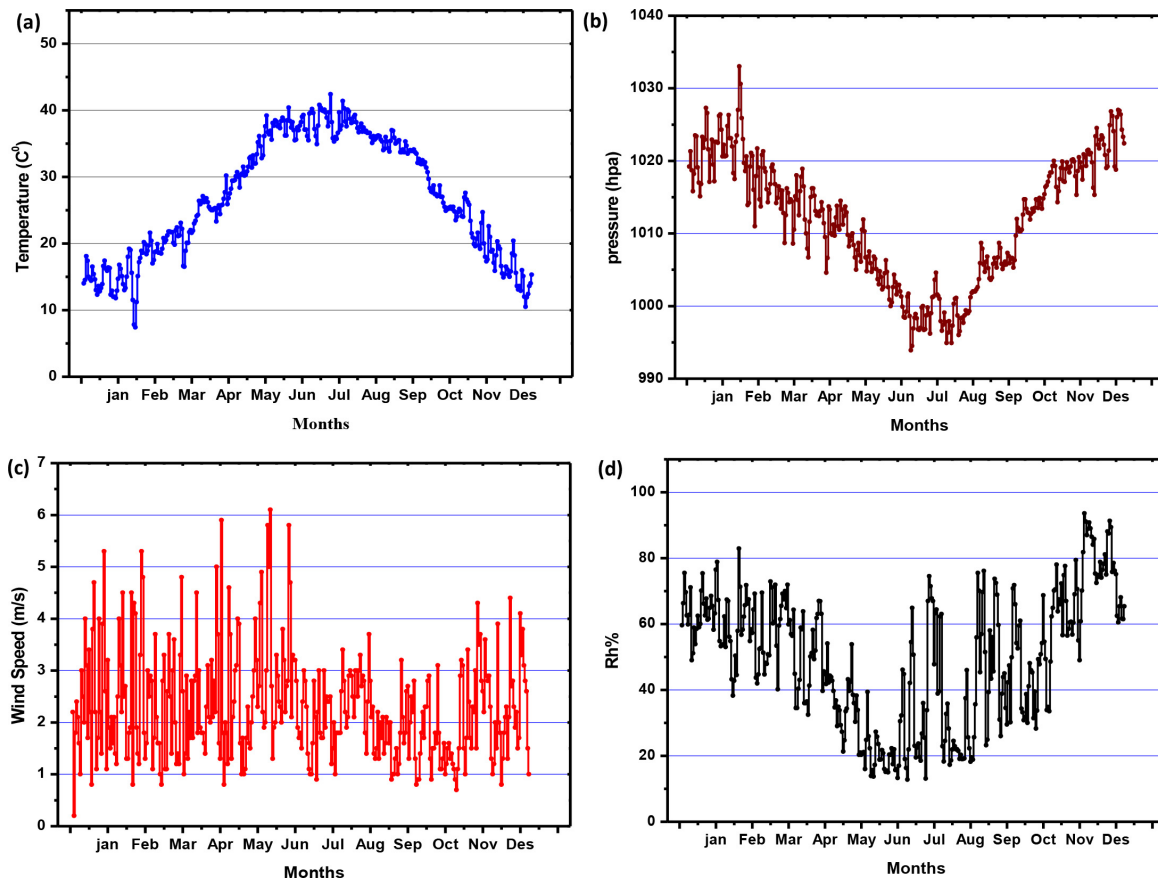 (a)
Temperature (C⁰)
50
40
30
20
10
0
jan Feb Mar Apr May Jun Jul Aug Sep Oct Nov Des
Months
(b)
pressure (hpa)
1040
1030
1020
1010
1000
990
jan Feb Mar Apr May Jun Jul Aug Sep Oct Nov Des
Months
(c)
Wind Speed (m/s)
7
6
5
4
3
2
1
0
jan Feb Mar Apr May Jun Jul Aug Sep Oct Nov Des
Months
(d)
Rh%
100
80
60
40
20
0
jan Feb Mar Apr May Jun Jul Aug Sep Oct Nov Des
Months